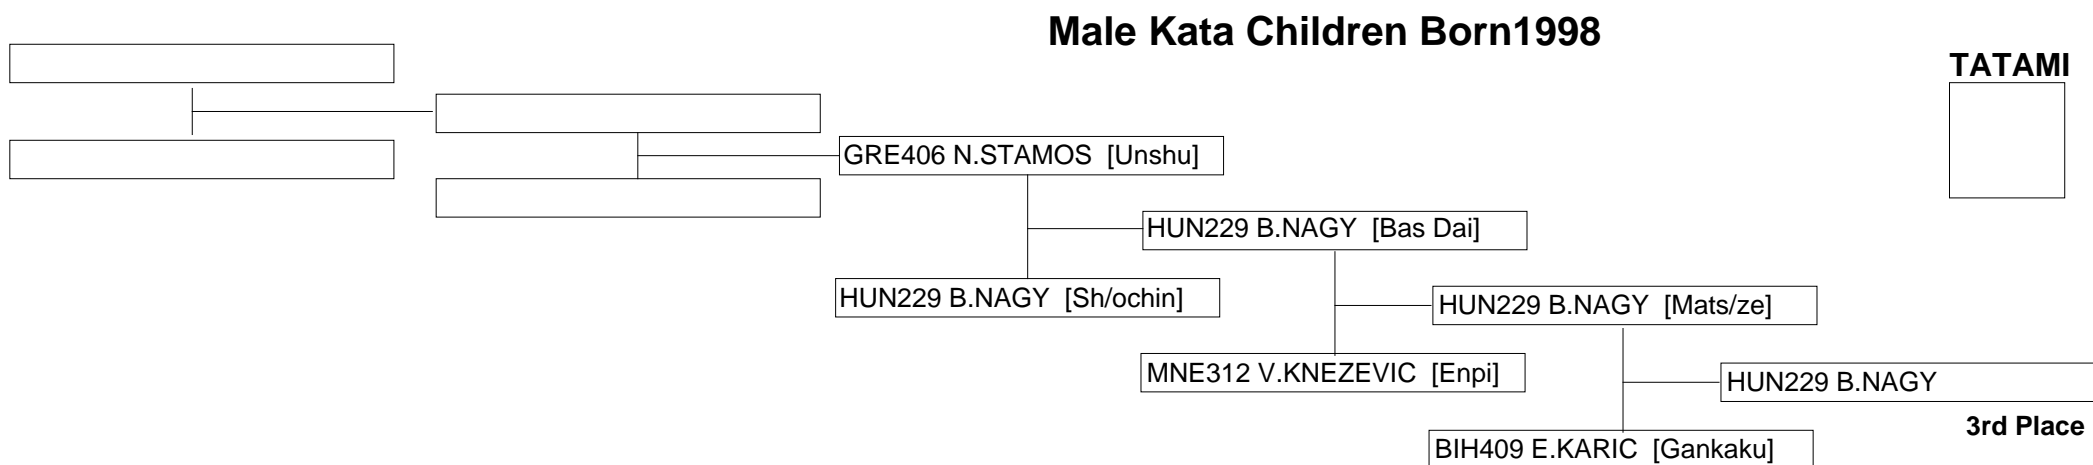 Male Kata Children Born1998
TATAMI
GRE406 N.STAMOS [Unshu]
HUN229 B.NAGY [Bas Dai]
HUN229 B.NAGY [Sh/ochin]
HUN229 B.NAGY [Mats/ze]
MNE312 V.KNEZEVIC [Enpi]
HUN229 B.NAGY
3rd Place
BIH409 E.KARIC [Gankaku]